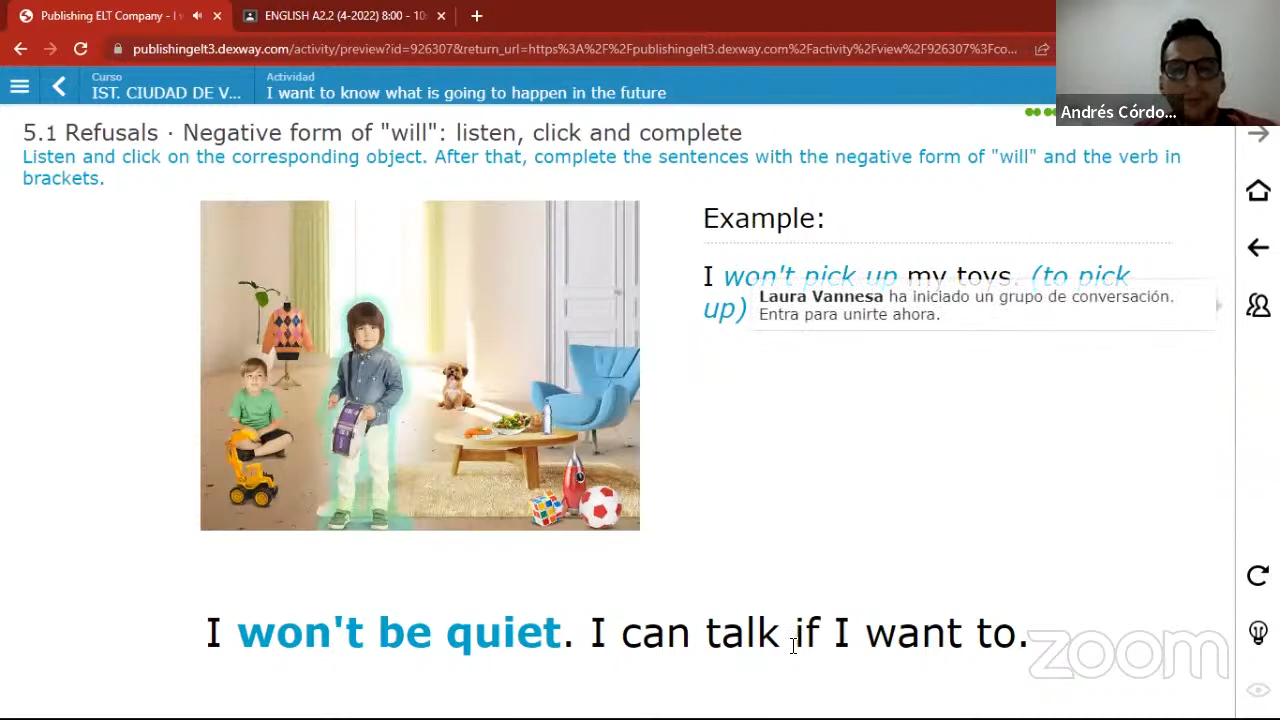 Publishing ELT Company - I w
ENGLISH A2.2 (4-2022) 8:00 - 10:
publishingelt3.dexway.com/activity/preview?id=926307&return_url=https%3A%2F%2Fpublishingelt3.dexway.com%2Factivity%2Fview%2F926307%3Fco...
Curso
IST. CIUDAD DE V...
Actividad
I want to know what is going to happen in the future
Andrés Córdo...
5.1 Refusals · Negative form of "will": listen, click and complete
Listen and click on the corresponding object. After that, complete the sentences with the negative form of "will" and the verb in
brackets.
Example:
I won't pick up my toys. (to pick
up)
Laura Vannesa ha iniciado un grupo de conversación.
Entra para unirte ahora.
I won't be quiet. I can talk if I want to.
zoom